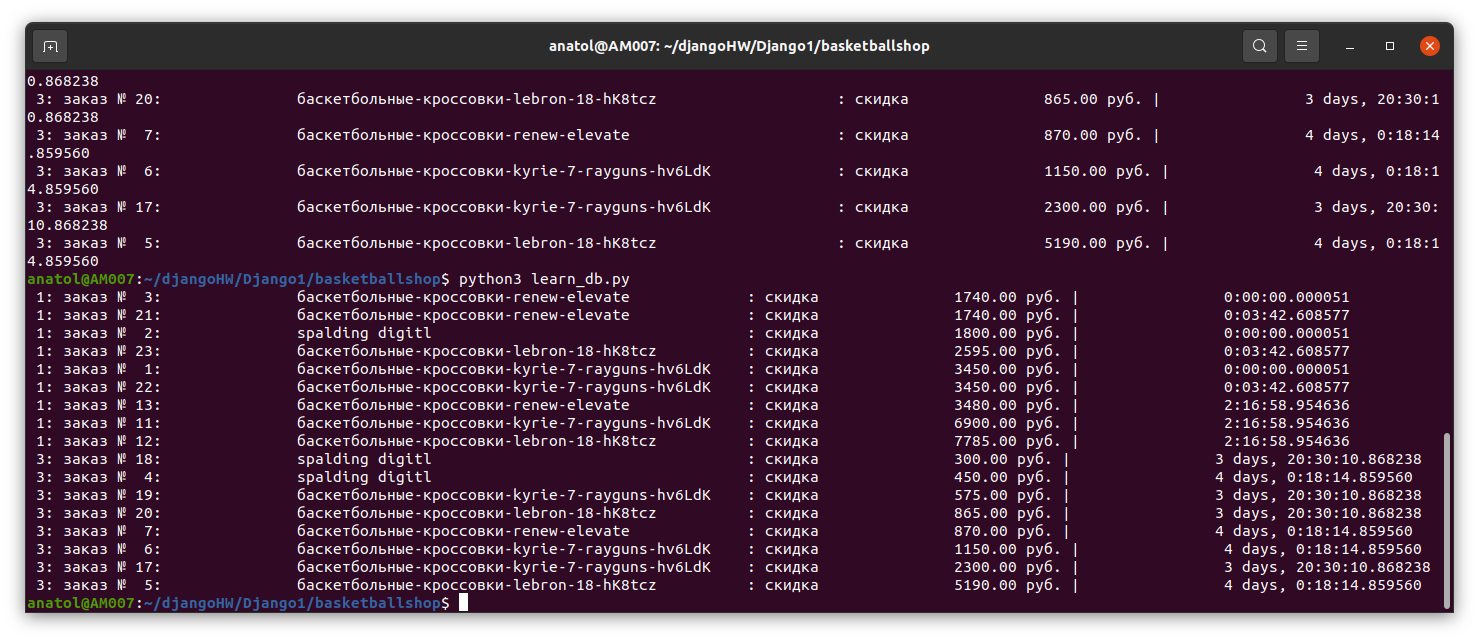 anatol@AM007: ~/djangoHW/Django1/basketballshop
0.868238
3: заказ № 20: баскетбольные-кроссовки-lebron-18-hK8tcz : скидка 865.00 руб. | 3 days, 20:30:1
0.868238
3: заказ № 7: баскетбольные-кроссовки-renew-elevate : скидка 870.00 руб. | 4 days, 0:18:14
.859560
3: заказ № 6: баскетбольные-кроссовки-kyrie-7-rayguns-hv6LdK : скидка 1150.00 руб. | 4 days, 0:18:1
4.859560
3: заказ № 17: баскетбольные-кроссовки-kyrie-7-rayguns-hv6LdK : скидка 2300.00 руб. | 3 days, 20:30:
10.868238
3: заказ № 5: баскетбольные-кроссовки-lebron-18-hK8tcz : скидка 5190.00 руб. | 4 days, 0:18:1
4.859560
anatol@AM007:~/djangoHW/Django1/basketballshop$ python3 learn_db.py
1: заказ № 3: баскетбольные-кроссовки-renew-elevate : скидка 1740.00 руб. | 0:00:00.000051
1: заказ № 21: баскетбольные-кроссовки-renew-elevate : скидка 1740.00 руб. | 0:03:42.608577
1: заказ № 2: spalding digitl : скидка 1800.00 руб. | 0:00:00.000051
1: заказ № 23: баскетбольные-кроссовки-lebron-18-hK8tcz : скидка 2595.00 руб. | 0:03:42.608577
1: заказ № 1: баскетбольные-кроссовки-kyrie-7-rayguns-hv6LdK : скидка 3450.00 руб. | 0:00:00.000051
1: заказ № 22: баскетбольные-кроссовки-kyrie-7-rayguns-hv6LdK : скидка 3450.00 руб. | 0:03:42.608577
1: заказ № 13: баскетбольные-кроссовки-renew-elevate : скидка 3480.00 руб. | 2:16:58.954636
1: заказ № 11: баскетбольные-кроссовки-kyrie-7-rayguns-hv6LdK : скидка 6900.00 руб. | 2:16:58.954636
1: заказ № 12: баскетбольные-кроссовки-lebron-18-hK8tcz : скидка 7785.00 руб. | 2:16:58.954636
3: заказ № 18: spalding digitl : скидка 300.00 руб. | 3 days, 20:30:10.868238
3: заказ № 4: spalding digitl : скидка 450.00 руб. | 4 days, 0:18:14.859560
3: заказ № 19: баскетбольные-кроссовки-kyrie-7-rayguns-hv6LdK : скидка 575.00 руб. | 3 days, 20:30:10.868238
3: заказ № 20: баскетбольные-кроссовки-lebron-18-hK8tcz : скидка 865.00 руб. | 3 days, 20:30:10.868238
3: заказ № 7: баскетбольные-кроссовки-renew-elevate : скидка 870.00 руб. | 4 days, 0:18:14.859560
3: заказ № 6: баскетбольные-кроссовки-kyrie-7-rayguns-hv6LdK : скидка 1150.00 руб. | 4 days, 0:18:14.859560
3: заказ № 17: баскетбольные-кроссовки-kyrie-7-rayguns-hv6LdK : скидка 2300.00 руб. | 3 days, 20:30:10.868238
3: заказ № 5: баскетбольные-кроссовки-lebron-18-hK8tcz : скидка 5190.00 руб. | 4 days, 0:18:14.859560
anatol@AM007:~/djangoHW/Django1/basketballshop$